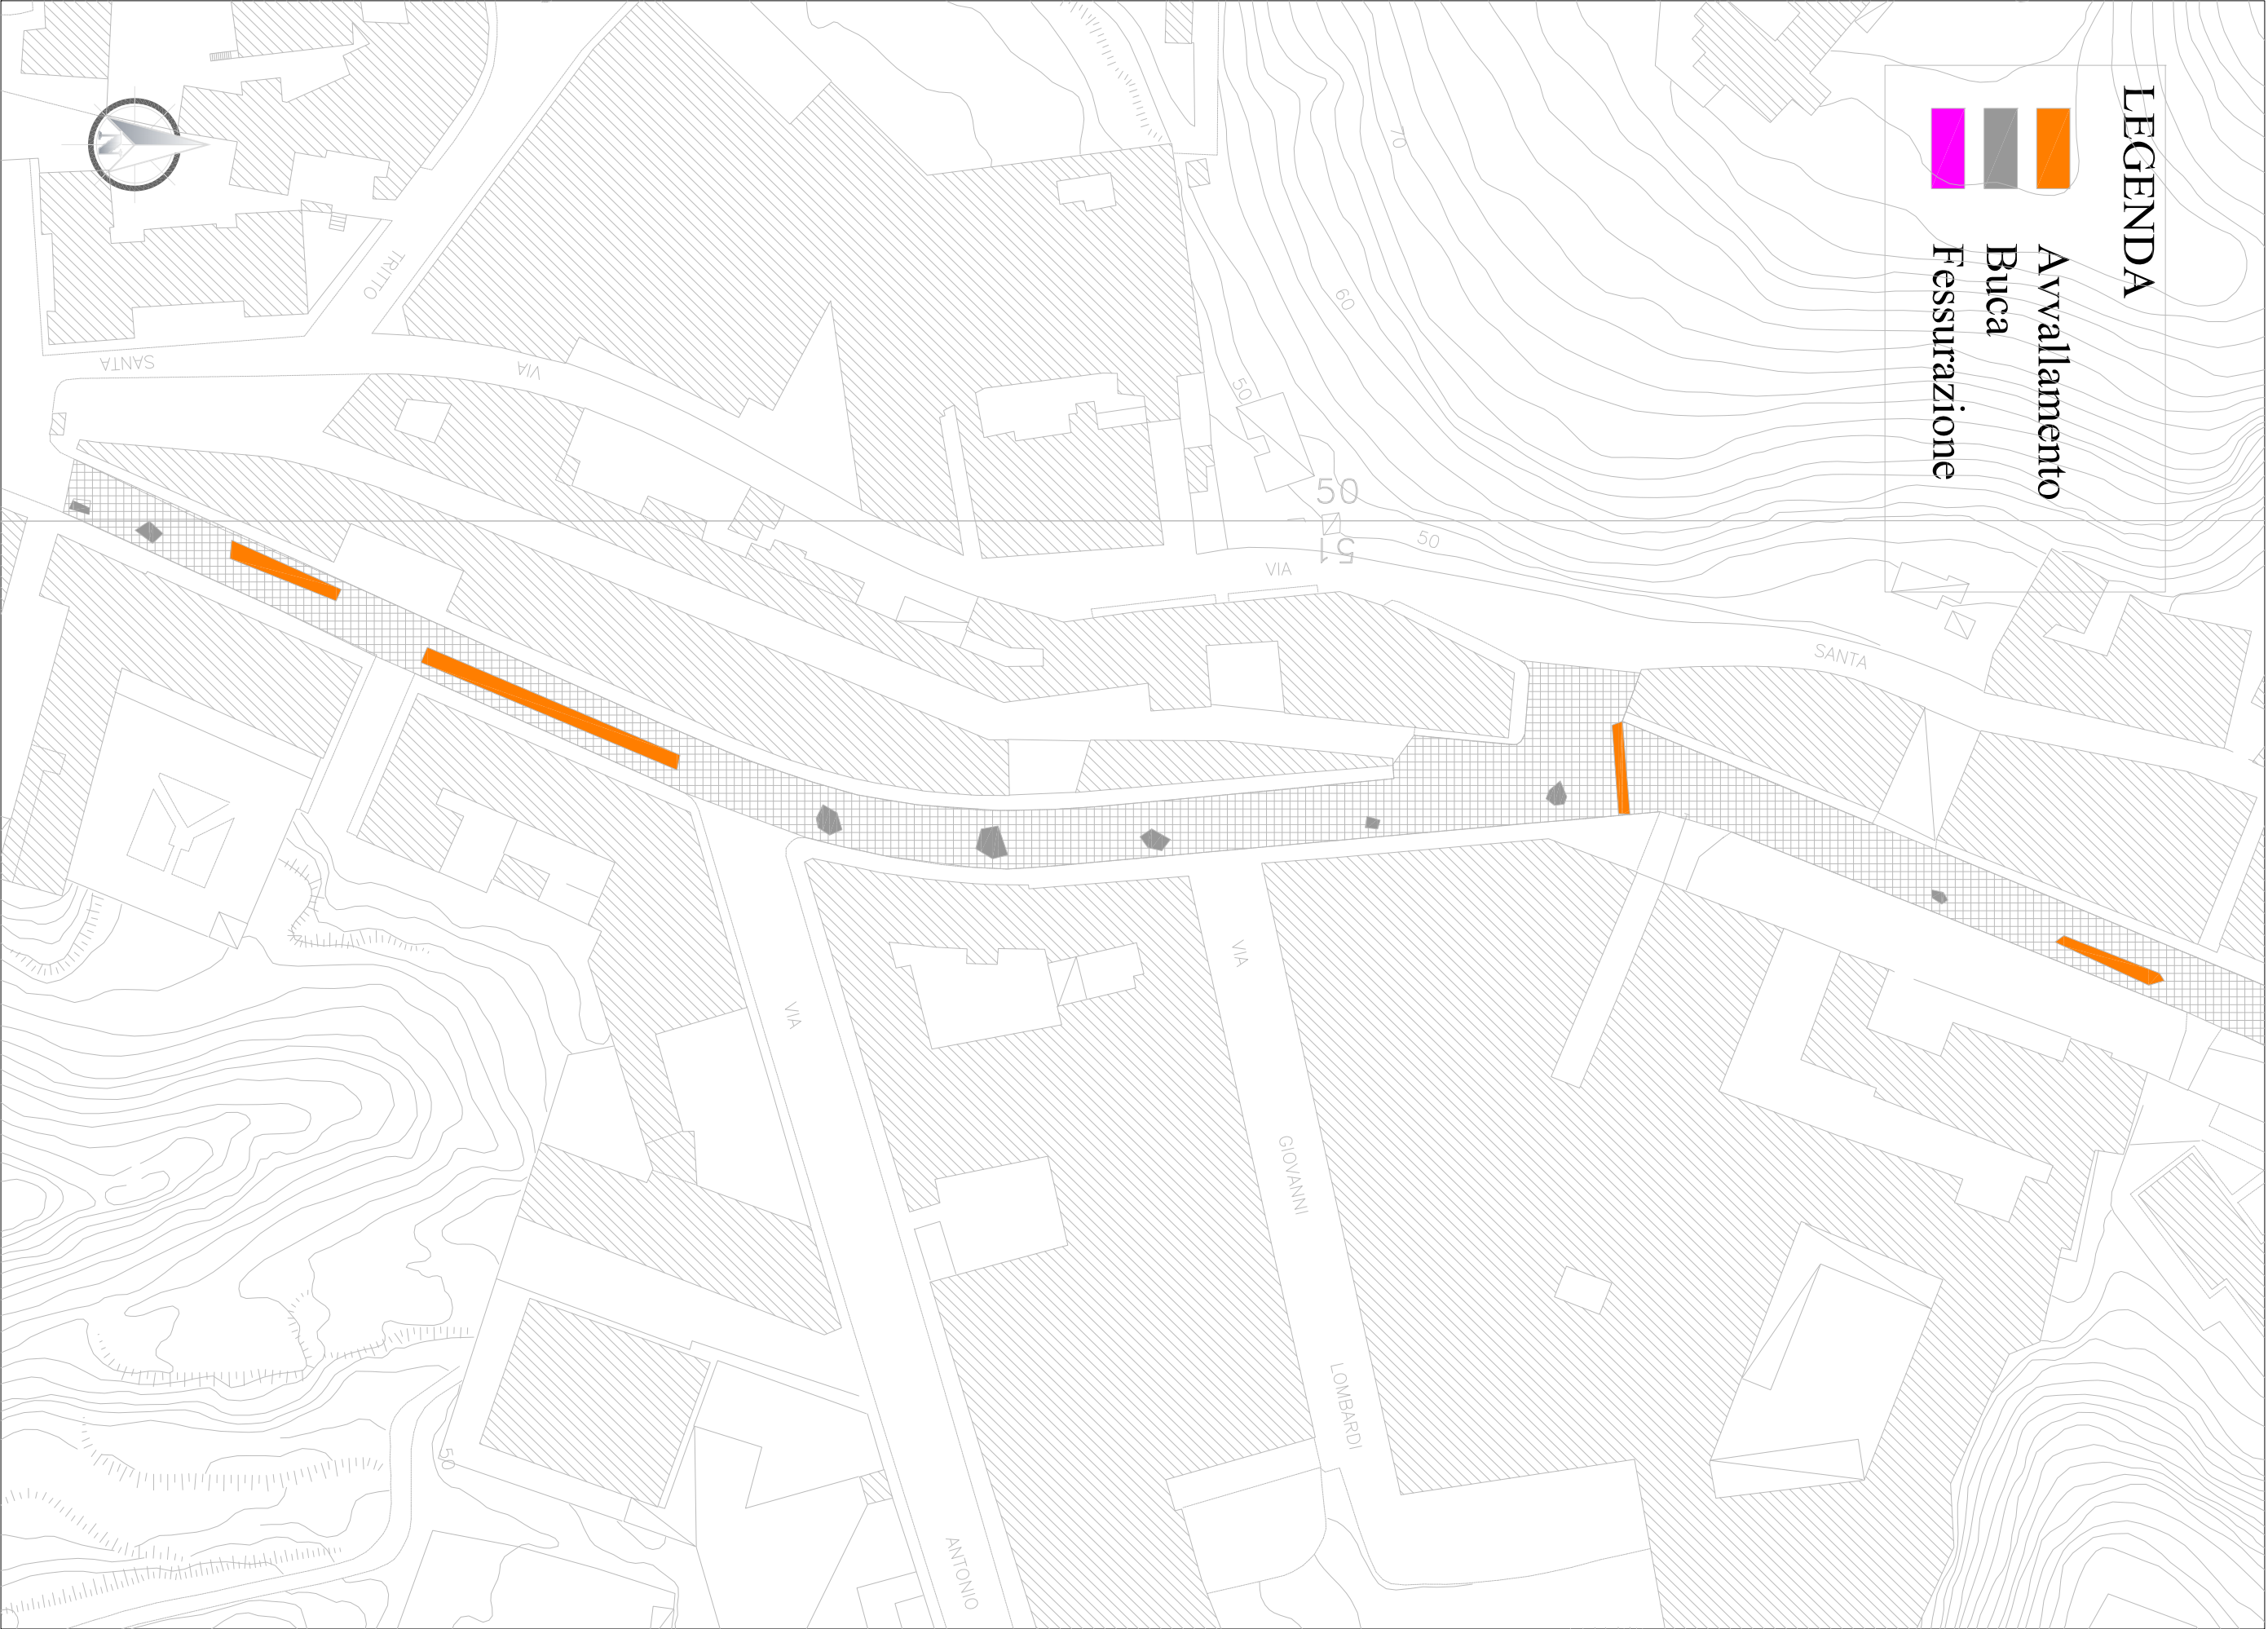 LEGENDA
Avvallamento
Buca
Fessurazione
N
TRITTO
SANTA
VIA
70
60
50
50
51
50
VIA
SANTA
VIA
ANTONIO
VIA
GIOVANNI
LOMBARDI
50